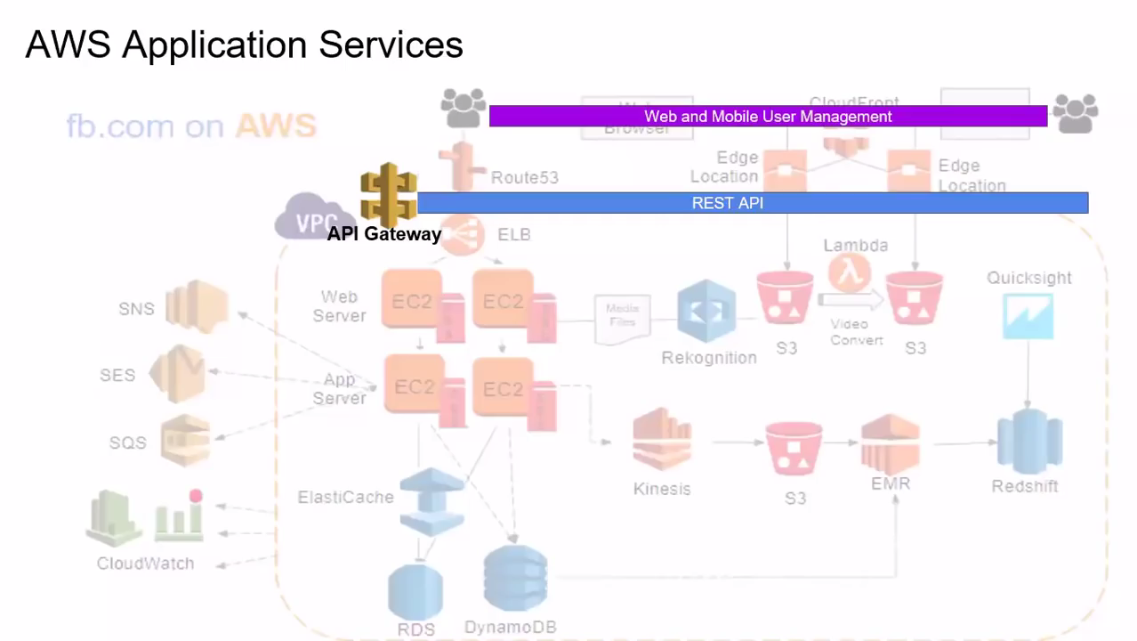 AWS Application Services
fb.com on AWS
CloudFront
Web and Mobile User Management
Browser
Edge
Location
Edge
Location
Route53
REST API
VPC
API Gateway
ELB
Lambda
Quicksight
SNS
Web
Server
EC2
EC2
Media
Files
Rekognition
S3
Video
Convert
S3
SES
App
Server
EC2
EC2
SQS
Kinesis
S3
EMR
Redshift
ElastiCache
CloudWatch
RDS
DynamoDB